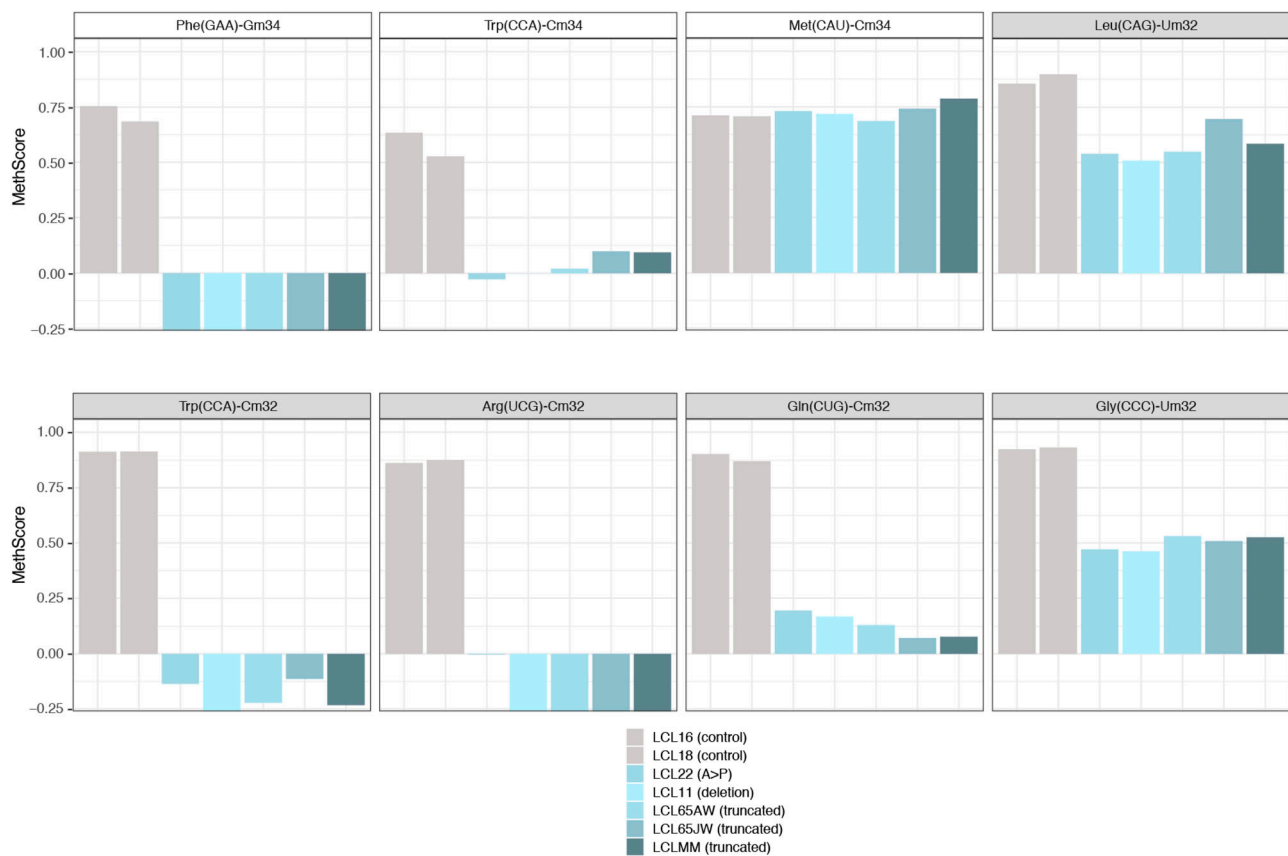 Phe(GAA)-Gm34
Trp(CCA)-Cm34
Met(CAU)-Cm34
Leu(CAG)-Um32
MethScore
1.00
0.75
0.50
0.25
0.00
−0.25
Trp(CCA)-Cm32
Arg(UCG)-Cm32
Gln(CUG)-Cm32
Gly(CCC)-Um32
MethScore
1.00
0.75
0.50
0.25
0.00
−0.25
LCL16 (control)
LCL18 (control)
LCL22 (A>P)
LCL11 (deletion)
LCL65AW (truncated)
LCL65JW (truncated)
LCLMM (truncated)